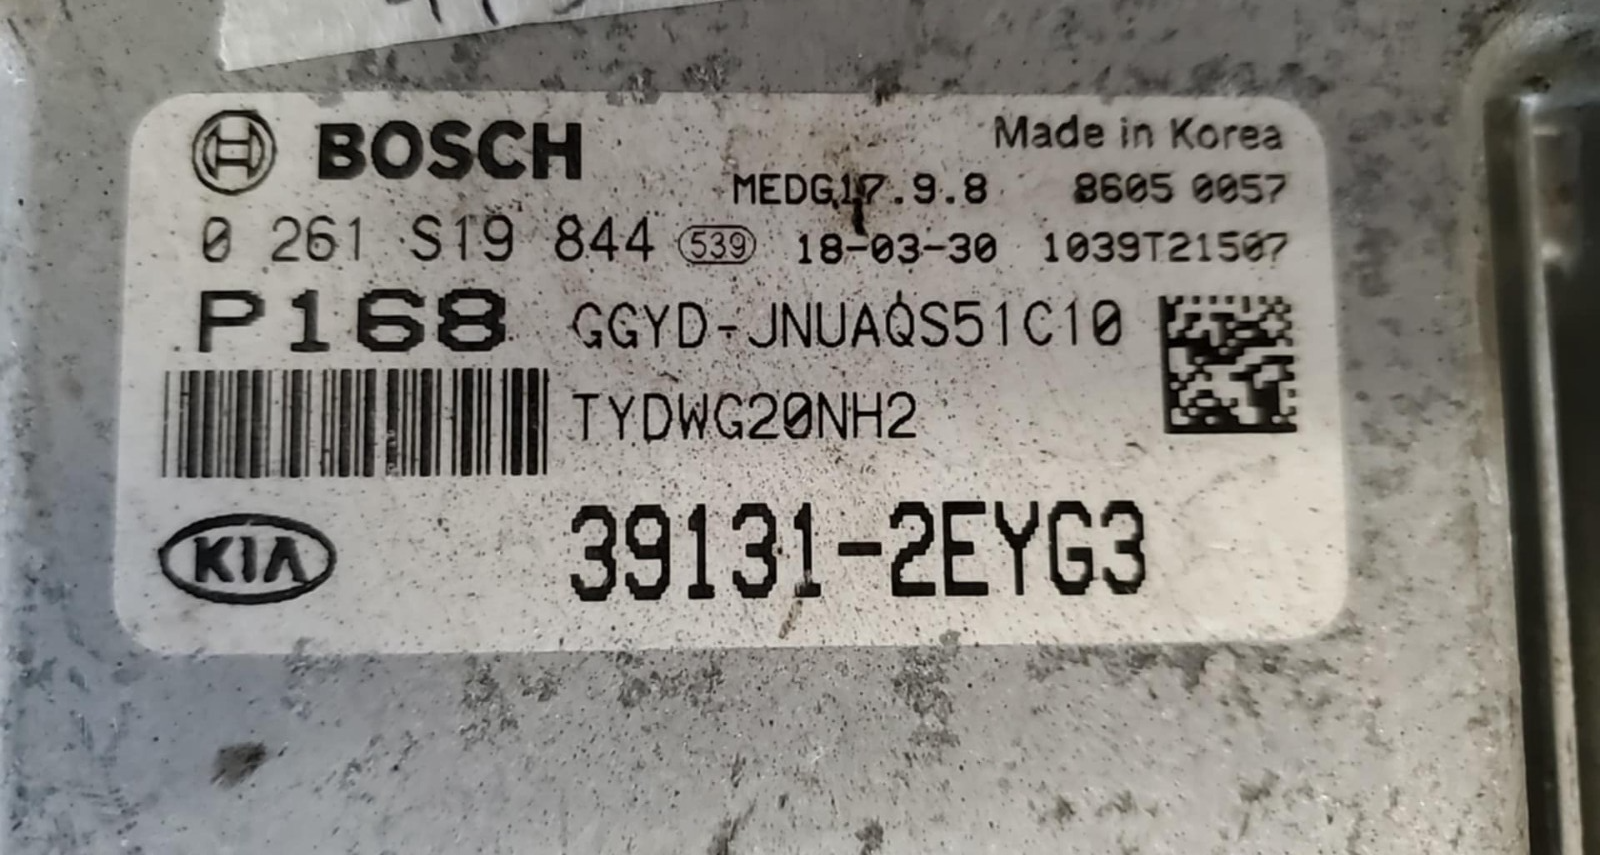 BOSCH
Made in Korea
MEDG17.9.8 8605 0057
0 261 S19 844 539 18-03-30 1039T21507
P168 GGYD-JNUAQS51C10
TYDWG20NH2
KIA 39131-2EYG3